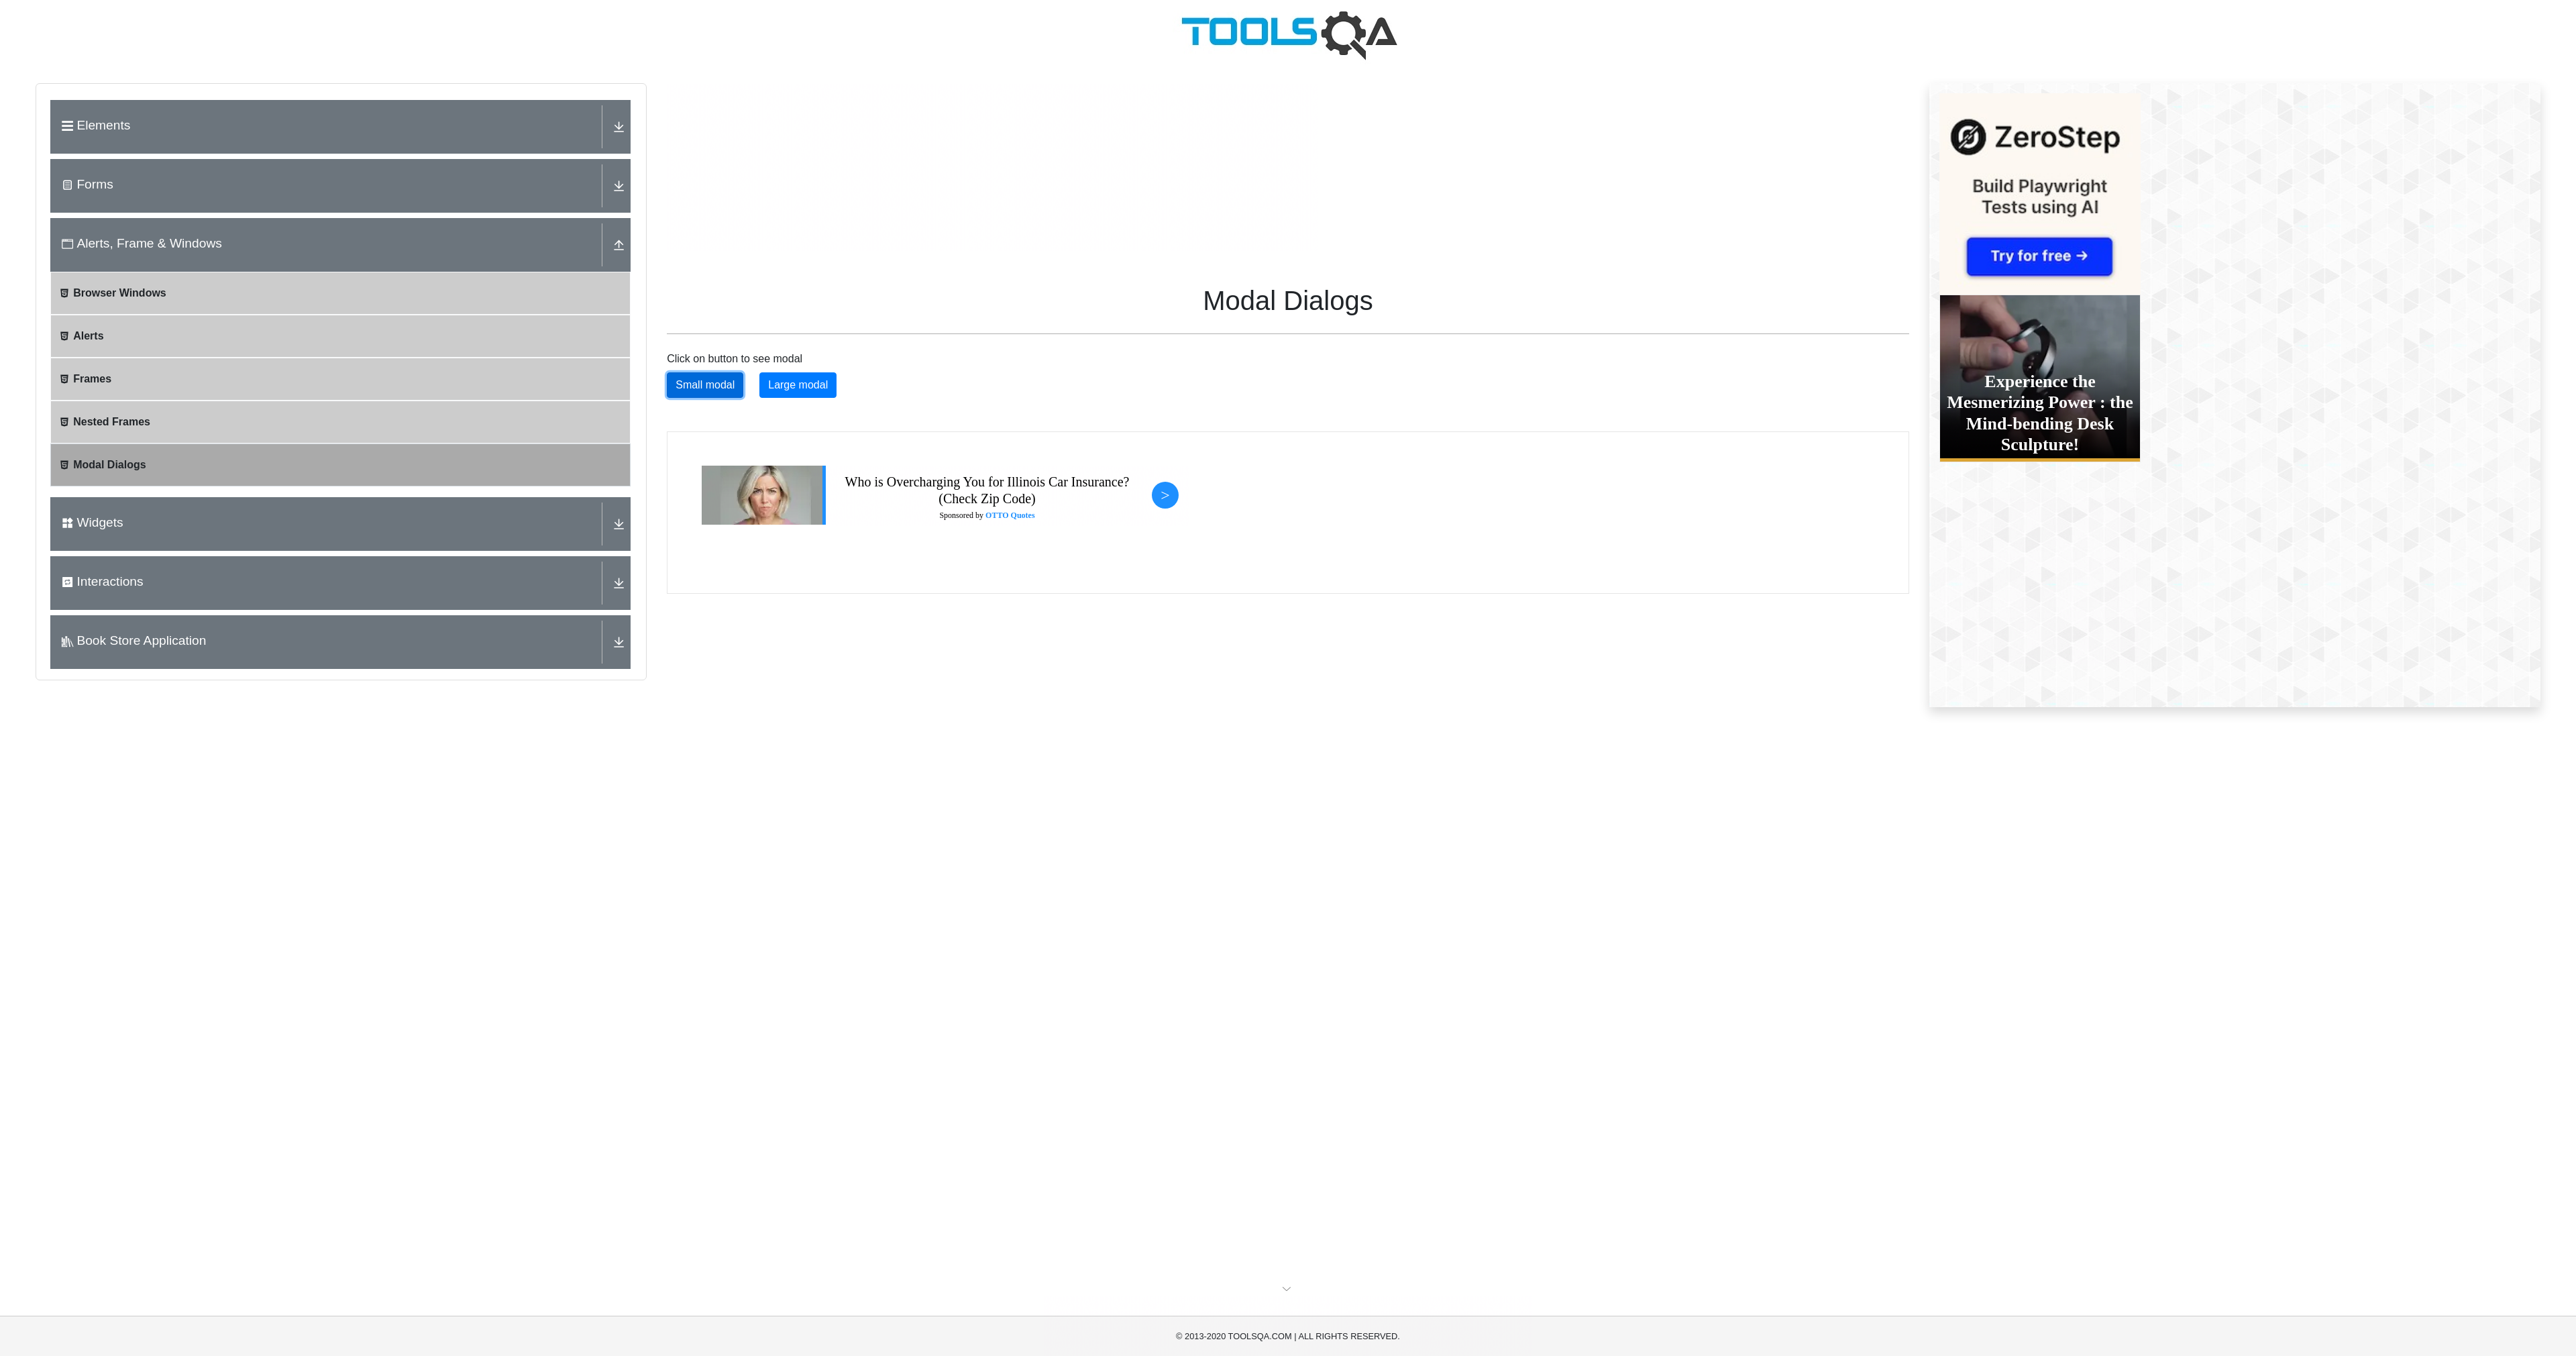 TOOLSQA
Elements
Forms
Alerts, Frame & Windows
Browser Windows
Alerts
Frames
Nested Frames
Modal Dialogs
Widgets
Interactions
Book Store Application
Modal Dialogs
Click on button to see modal
Small modal
Large modal
Who is Overcharging You for Illinois Car Insurance?
(Check Zip Code)
Sponsored by OTTO Quotes
>
ZeroStep
Build Playwright
Tests using AI
Try for free →
Experience the
Mesmerizing Power : the
Mind-bending Desk
Sculpture!
© 2013-2020 TOOLSQA.COM | ALL RIGHTS RESERVED.